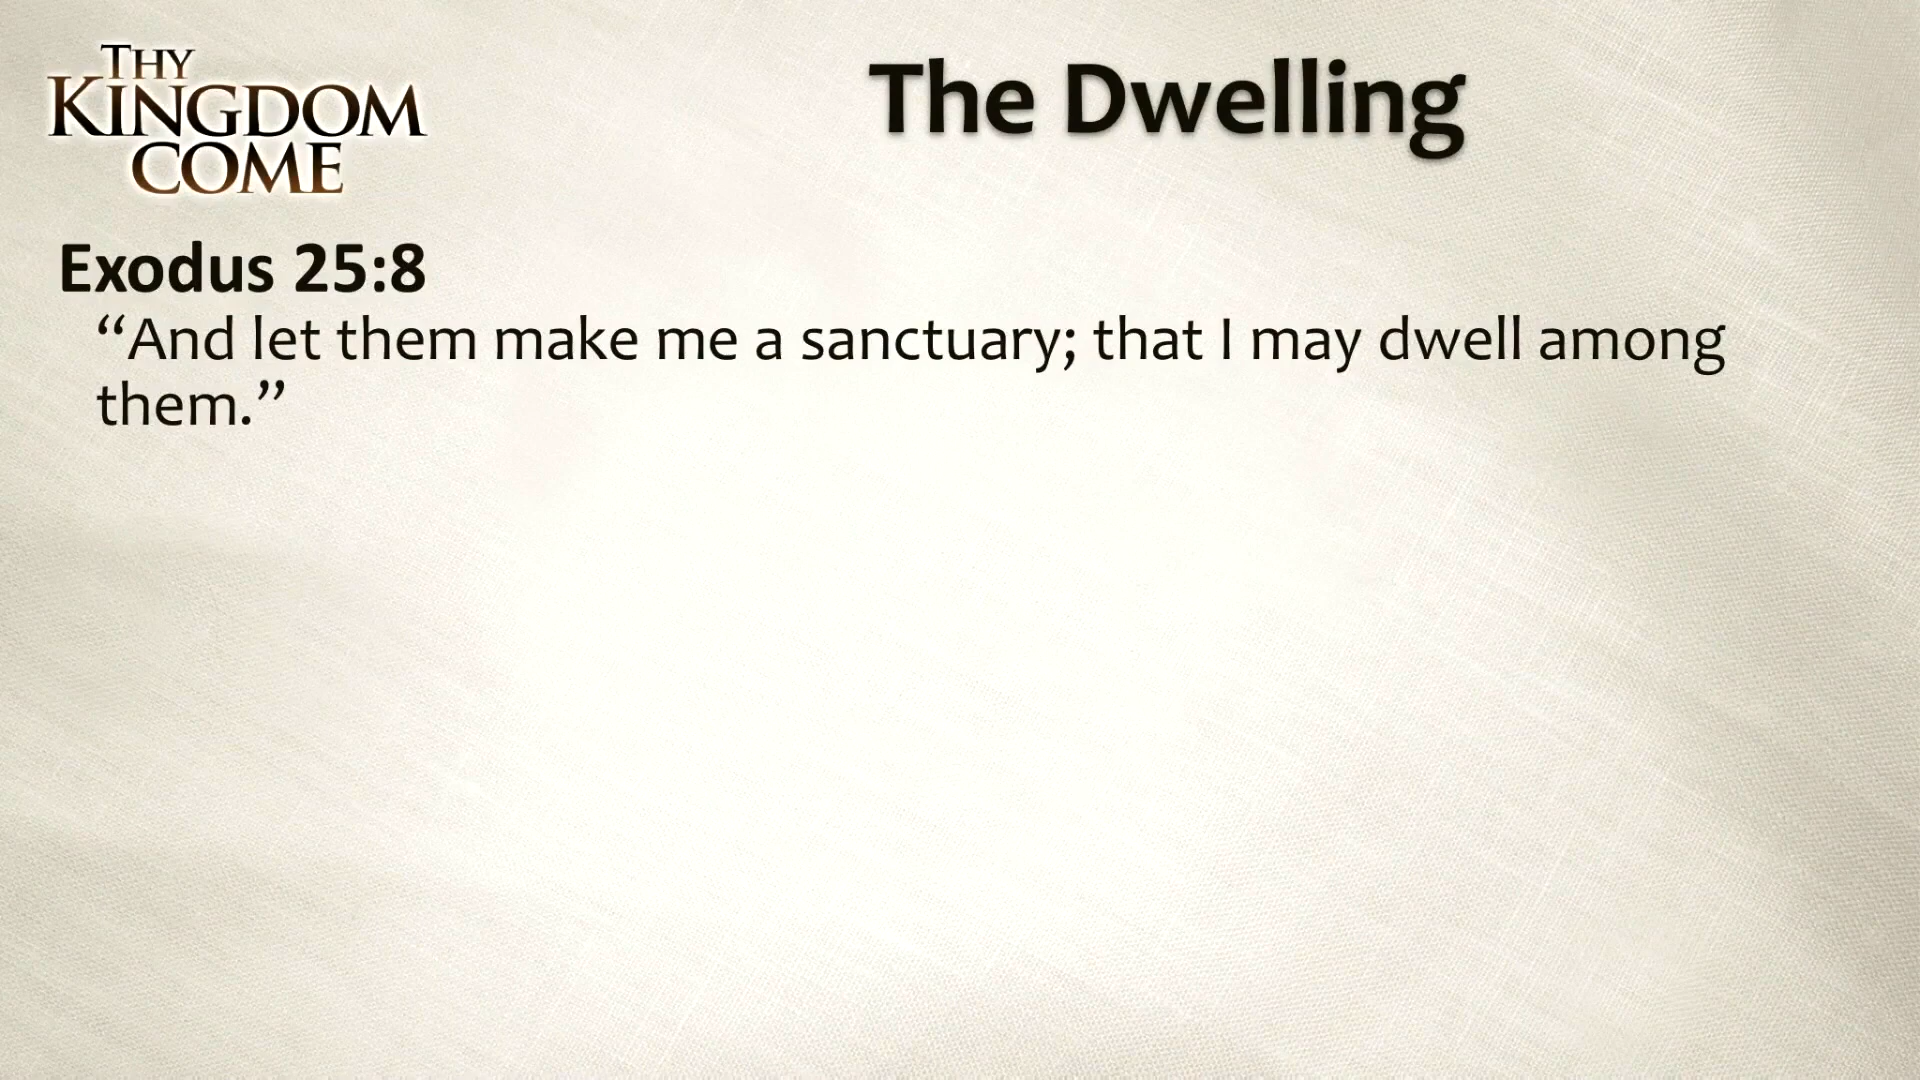 THY
KINGDOM
COME
The Dwelling
Exodus 25:8
“And let them make me a sanctuary; that I may dwell among
them.”